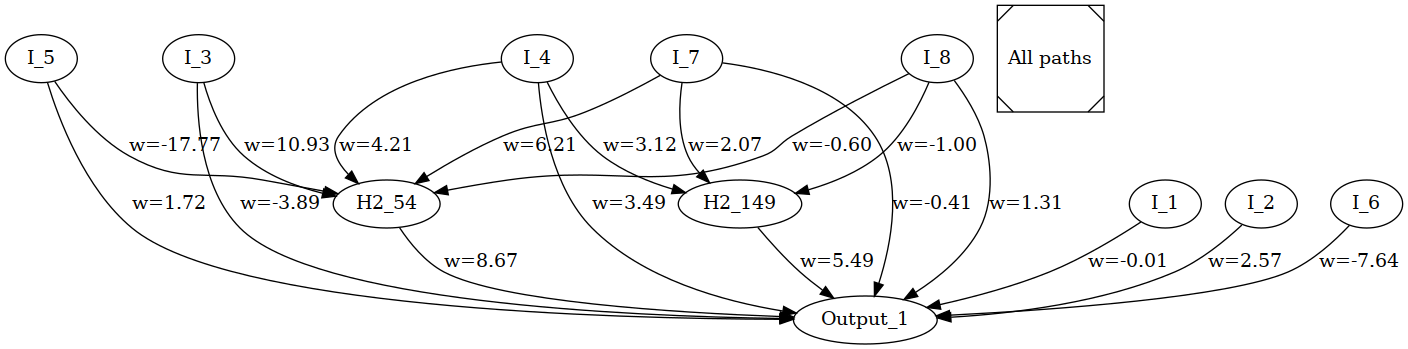 I_5
I_3
I_4
I_7
I_8
All paths
w=-17.77
w=10.93
w=4.21
w=6.21
w=3.12
w=2.07
w=-0.60
w=-1.00
w=1.72
w=-3.89
H2_54
w=3.49
H2_149
w=-0.41
w=1.31
I_1
I_2
I_6
w=8.67
w=5.49
w=-0.01
w=2.57
w=-7.64
Output_1